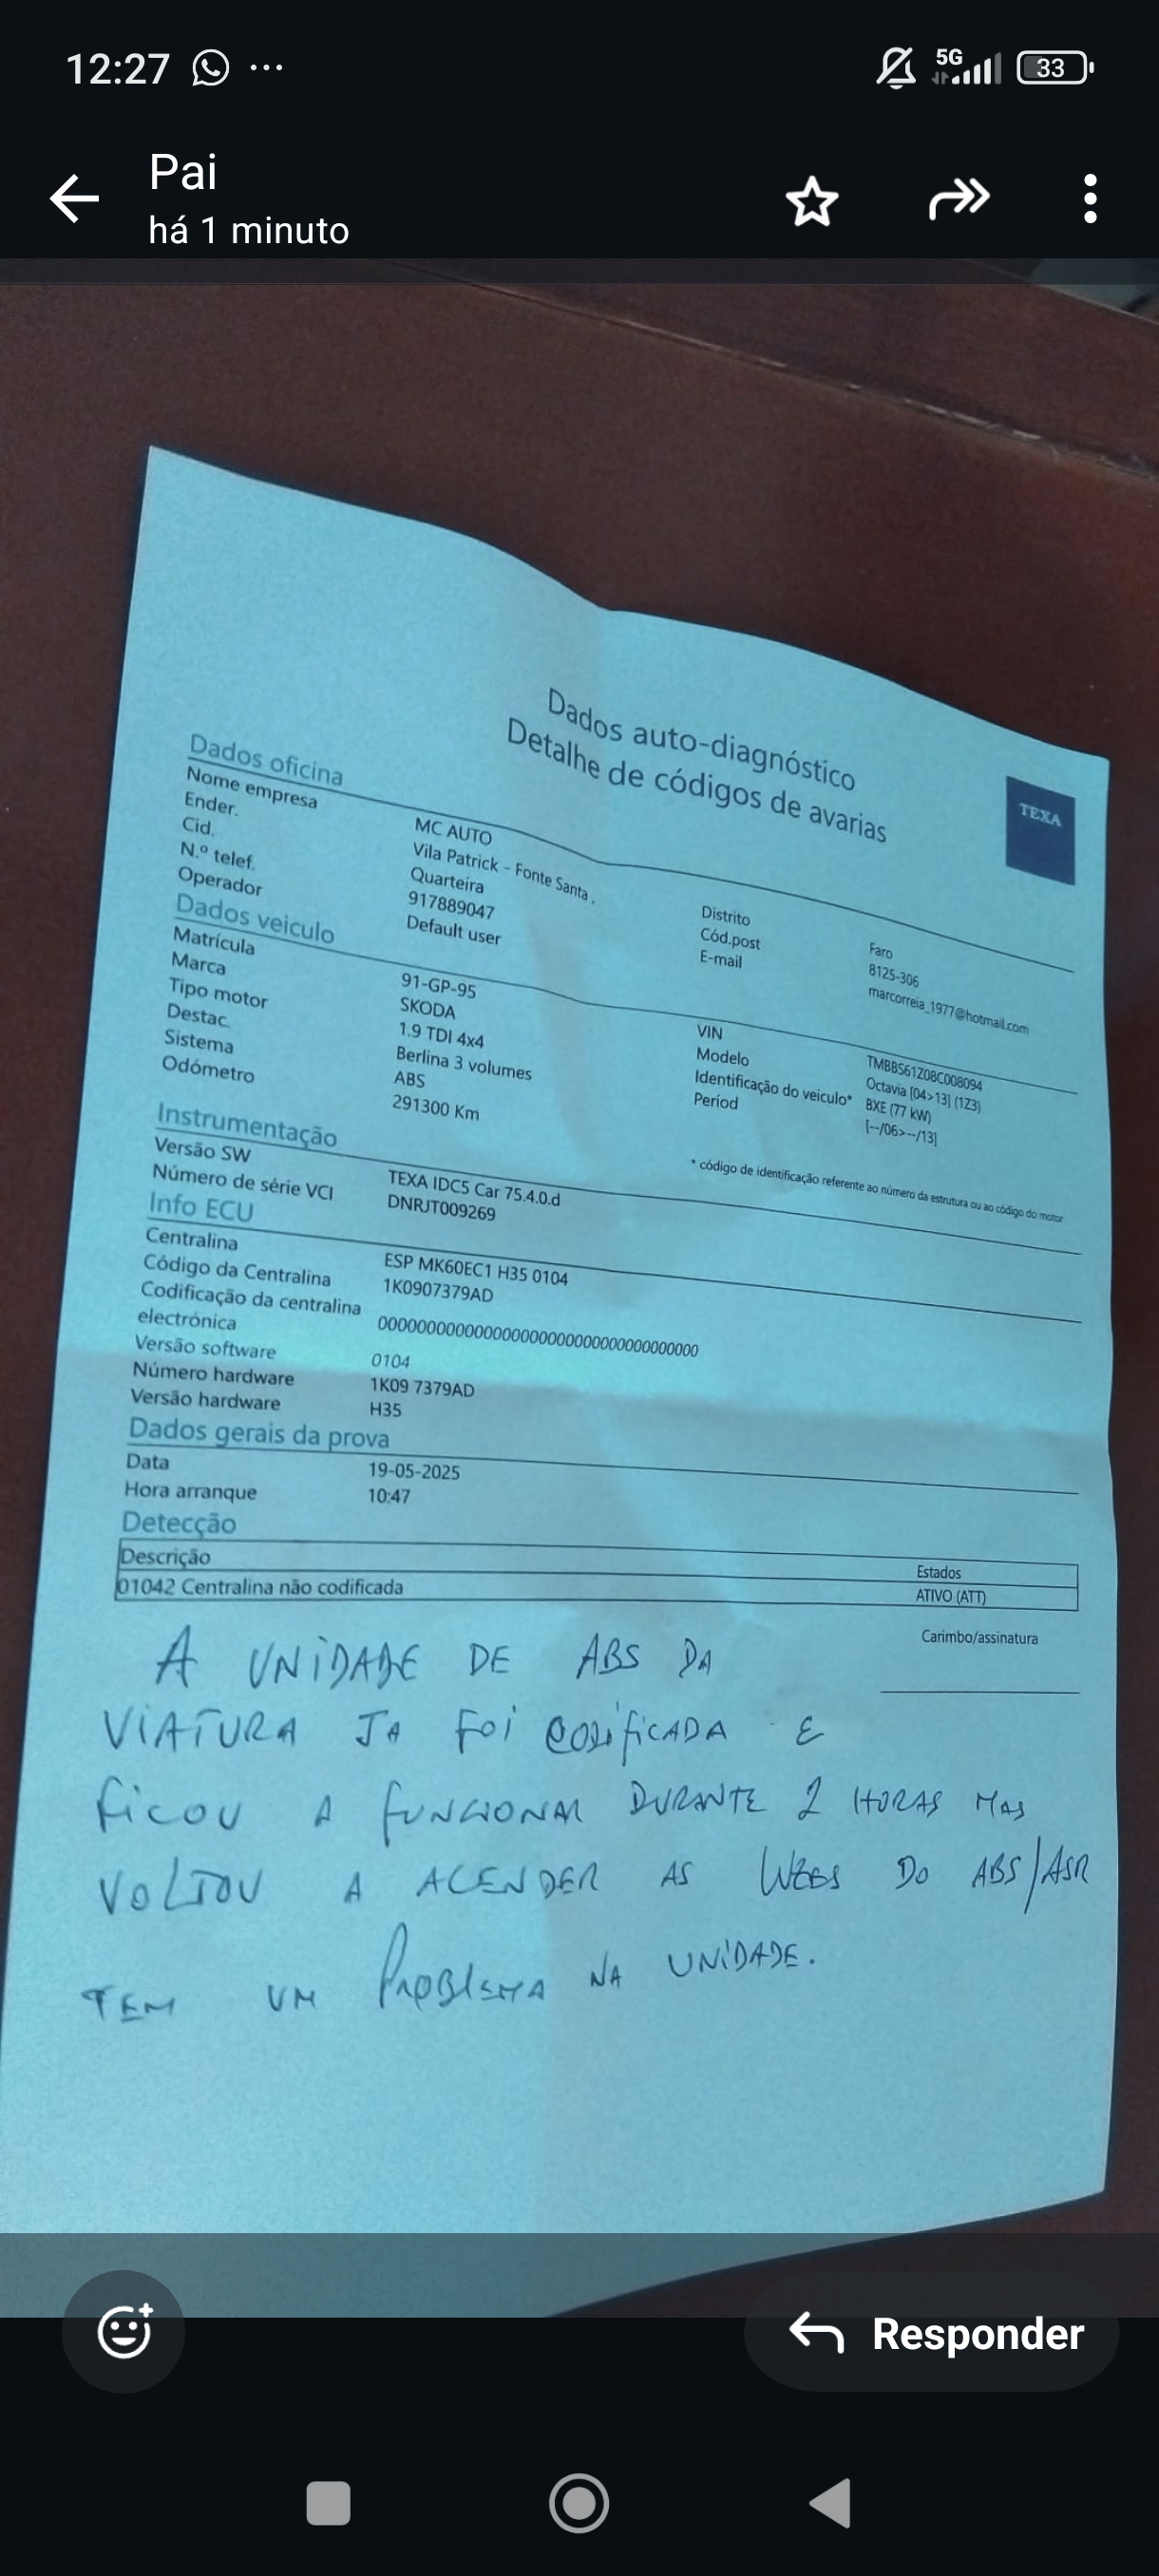 12:27
5G
33
Pai
há 1 minuto
Dados auto-diagnóstico
Detalhe de códigos de avarias
TEXA
Dados oficina
Nome empresa MC AUTO
Ender. Vila Patrick - Fonte Santa , Distrito Faro
Cid. Quarteira Cód.post 8125-306
N.º telef. 917889047 E-mail marcorreia_1977@hotmail.com
Operador Default user
Dados veiculo
Matrícula 91-GP-95 VIN TMBBS61Z08C008094
Marca SKODA Modelo Octavia [04>13] (1Z3)
Tipo motor 1.9 TDI 4x4 Identificação do veiculo* BXE (77 kW)
Destac. Berlina 3 volumes Períod [--/06>--/13]
Sistema ABS
Odómetro 291300 Km
* código de identificação referente ao número da estrutura ou ao código do motor
Instrumentação
Versão SW TEXA IDC5 Car 75.4.0.d
Número de série VCI DNRJT009269
Info ECU
Centralina ESP MK60EC1 H35 0104
Código da Centralina 1K0907379AD
Codificação da centralina
electrónica
Versão software 0104
Número hardware 1K09 7379AD
Versão hardware H35
Dados gerais da prova
Data 19-05-2025
Hora arranque 10:47
Detecção
Descrição Estados
01042 Centralina não codificada ATIVO (ATT)
Carimbo/assinatura
A UNIDADE DE ABS DA
VIATURA JA FOI CODIFICADA E
FICOU A FUNCIONAR DURANTE 2 HORAS MAS
VOLTOU A ACENDER AS LUZES DO ABS/ASR
TEM UM PROBLEMA NA UNIDADE.
Responder